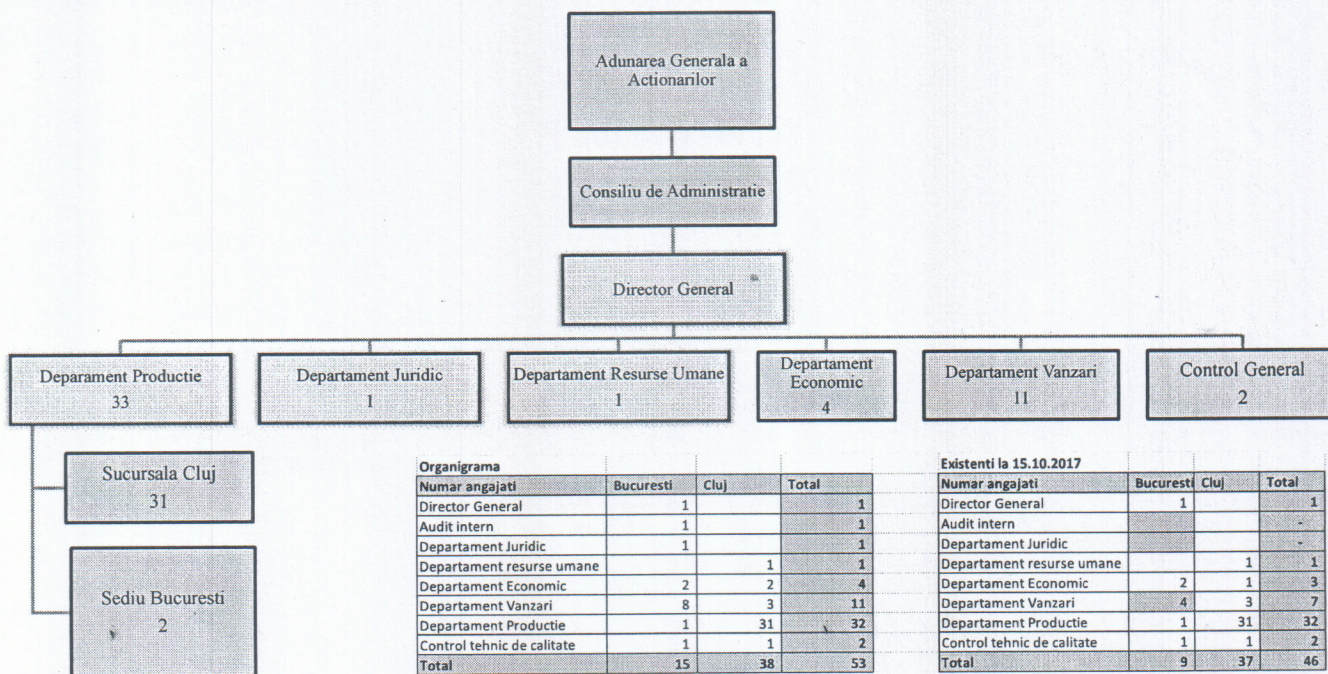 Adunarea Generala a
Actionarilor
Consiliu de Administratie
Director General
Deparament Productie
33
Departament Juridic
1
Departament Resurse Umane
1
Departament
Economic
4
Departament Vanzari
11
Control General
2
Sucursala Cluj
31
Sediu Bucuresti
2
Organigrama
Numar angajati Bucuresti Cluj Total
Director General 1 1
Audit intern 1 1
Departament Juridic 1 1
Departament resurse umane 1 1
Departament Economic 2 2 4
Departament Vanzari 8 3 11
Departament Productie 1 31 32
Control tehnic de calitate 1 1 2
Total 15 38 53
Existenti la 15.10.2017
Numar angajati Bucuresti Cluj Total
Director General 1 1
Audit intern -
Departament Juridic -
Departament resurse umane 1 1
Departament Economic 2 1 3
Departament Vanzari 4 3 7
Departament Productie 1 31 32
Control tehnic de calitate 1 1 2
Total 9 37 46